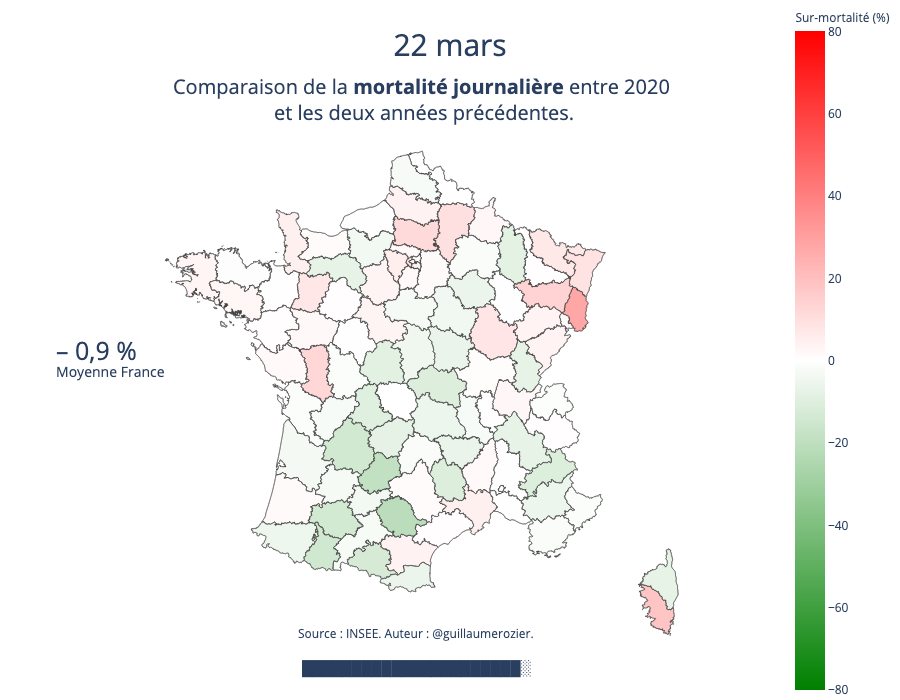 Sur-mortalité (%)
22 mars
Comparaison de la mortalité journalière entre 2020
et les deux années précédentes.
80
60
40
20
0
−20
−40
−60
−80
– 0,9 %
Moyenne France
Source : INSEE. Auteur : @guillaumerozier.